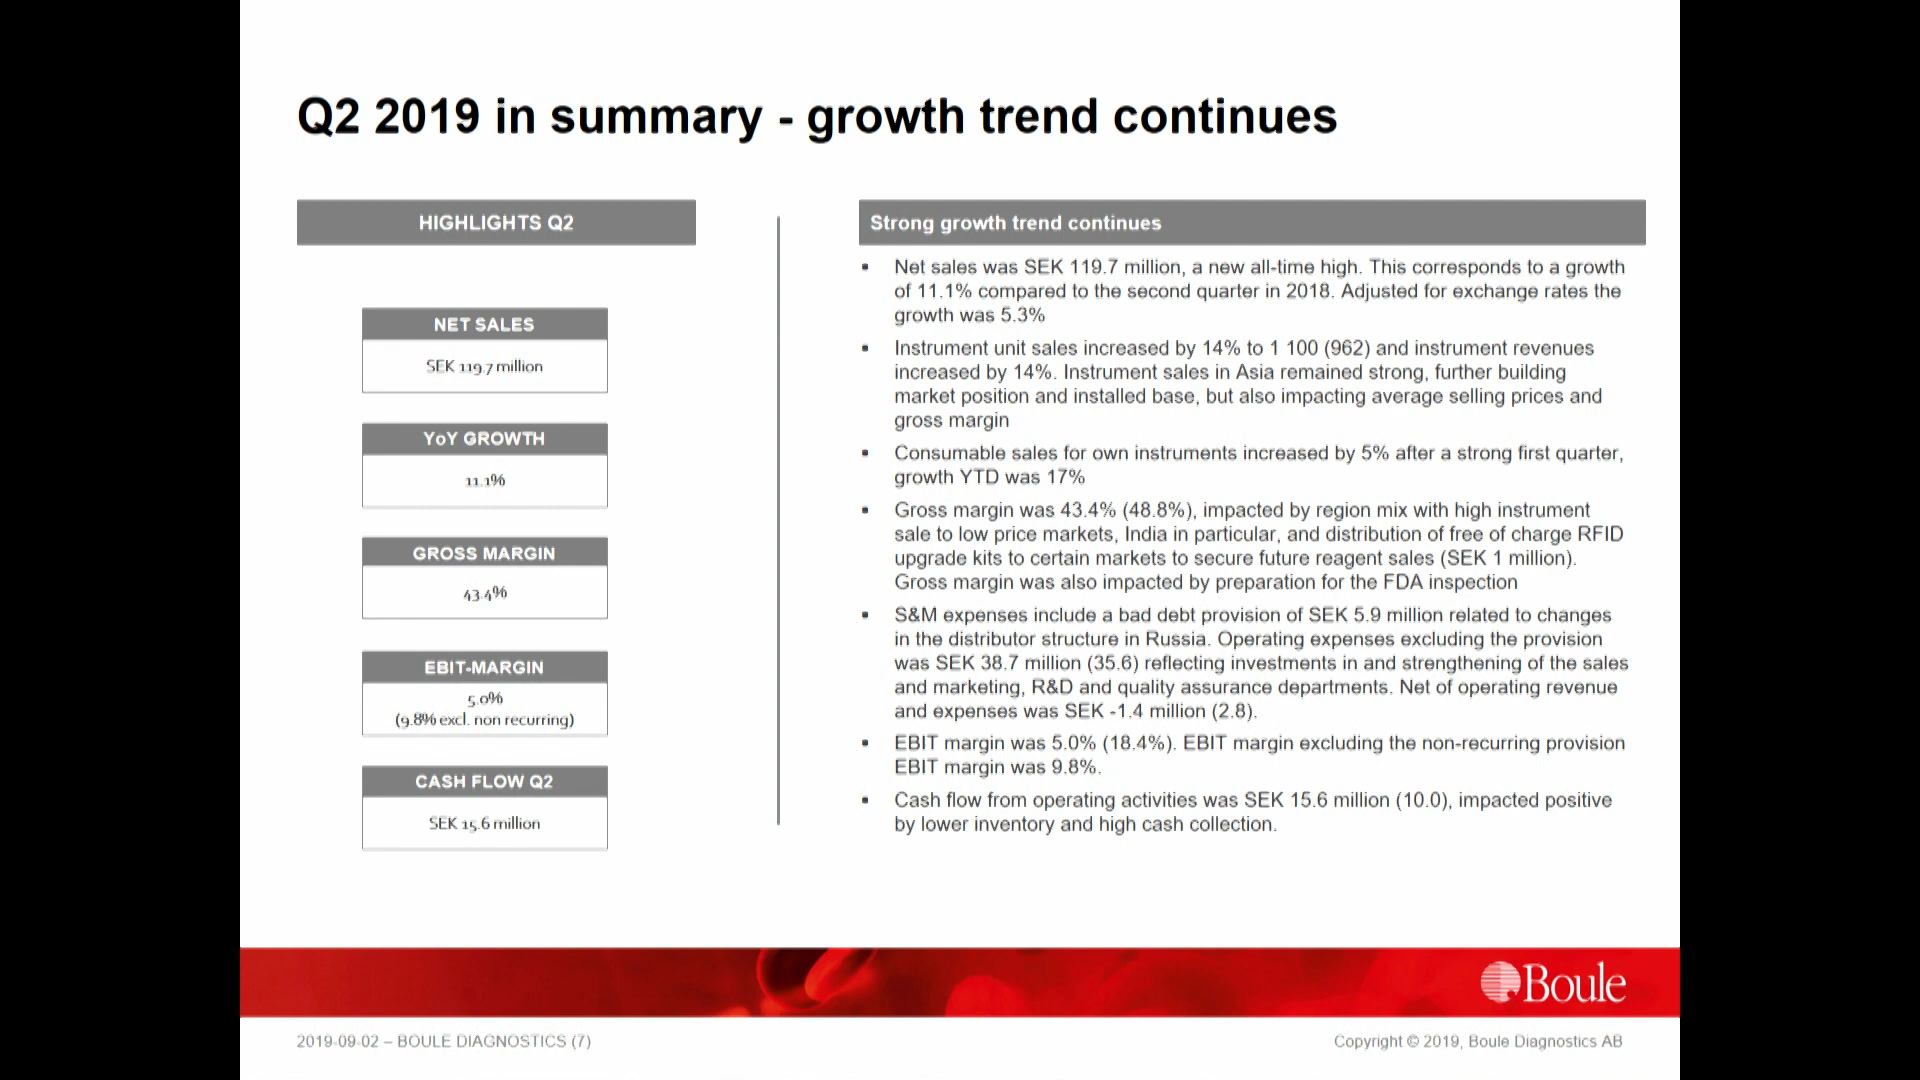 Q2 2019 in summary - growth trend continues
HIGHLIGHTS Q2
NET SALES
SEK 119.7 million
YoY GROWTH
11.1%
GROSS MARGIN
43.4%
EBIT-MARGIN
5.0%
(9.8% excl. non recurring)
CASH FLOW Q2
SEK 15.6 million
Strong growth trend continues
▪ Net sales was SEK 119.7 million, a new all-time high. This corresponds to a growth
of 11.1% compared to the second quarter in 2018. Adjusted for exchange rates the
growth was 5.3%
▪ Instrument unit sales increased by 14% to 1 100 (962) and instrument revenues
increased by 14%. Instrument sales in Asia remained strong, further building
market position and installed base, but also impacting average selling prices and
gross margin
▪ Consumable sales for own instruments increased by 5% after a strong first quarter,
growth YTD was 17%
▪ Gross margin was 43.4% (48.8%), impacted by region mix with high instrument
sale to low price markets, India in particular, and distribution of free of charge RFID
upgrade kits to certain markets to secure future reagent sales (SEK 1 million).
Gross margin was also impacted by preparation for the FDA inspection
▪ S&M expenses include a bad debt provision of SEK 5.9 million related to changes
in the distributor structure in Russia. Operating expenses excluding the provision
was SEK 38.7 million (35.6) reflecting investments in and strengthening of the sales
and marketing, R&D and quality assurance departments. Net of operating revenue
and expenses was SEK -1.4 million (2.8).
▪ EBIT margin was 5.0% (18.4%). EBIT margin excluding the non-recurring provision
EBIT margin was 9.8%.
▪ Cash flow from operating activities was SEK 15.6 million (10.0), impacted positive
by lower inventory and high cash collection.
Boule
2019-09-02 – BOULE DIAGNOSTICS (7)
Copyright © 2019, Boule Diagnostics AB